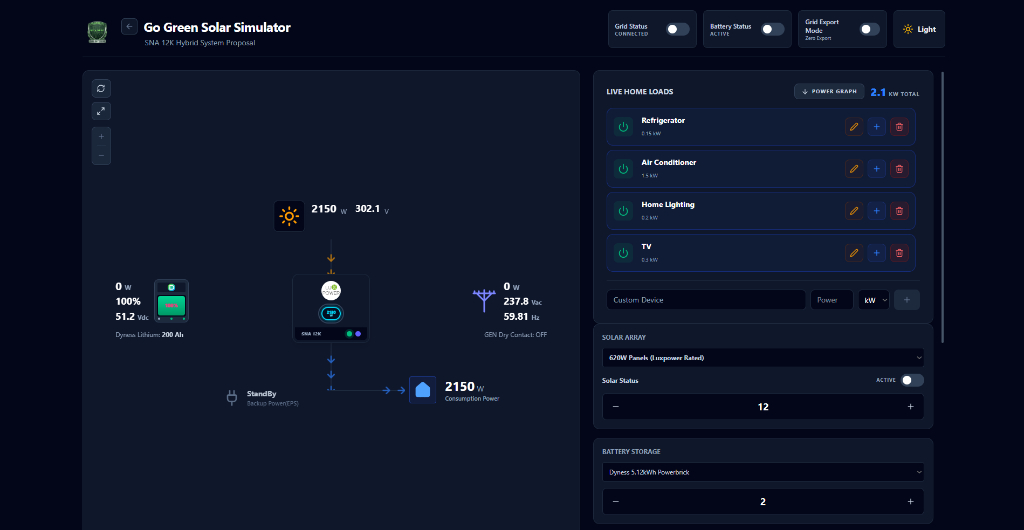 Go Green Solar Simulator
SNA 12K Hybrid System Proposal
Grid Status
CONNECTED
Battery Status
ACTIVE
Grid Export
Mode
Zero Export
Light
LIVE HOME LOADS
POWER GRAPH
2.1 KW TOTAL
Refrigerator
0.15 kW
Air Conditioner
1.5 kW
Home Lighting
0.2 kW
TV
0.3 kW
Custom Device
Power
kW
+
SOLAR ARRAY
620W Panels (Luxpower Rated)
Solar Status
ACTIVE
− 12 +
BATTERY STORAGE
Dyness 5.12kWh Powerbrick
− 2 +
+
−
2150 W 302.1 V
0 W
100%
51.2 Vdc
Dyness Lithium: 200 Ah
POWER
SNA 12K
0 W
237.8 Vac
59.81 Hz
GEN Dry Contact: OFF
StandBy
Backup Power(EPS)
2150 W
Consumption Power